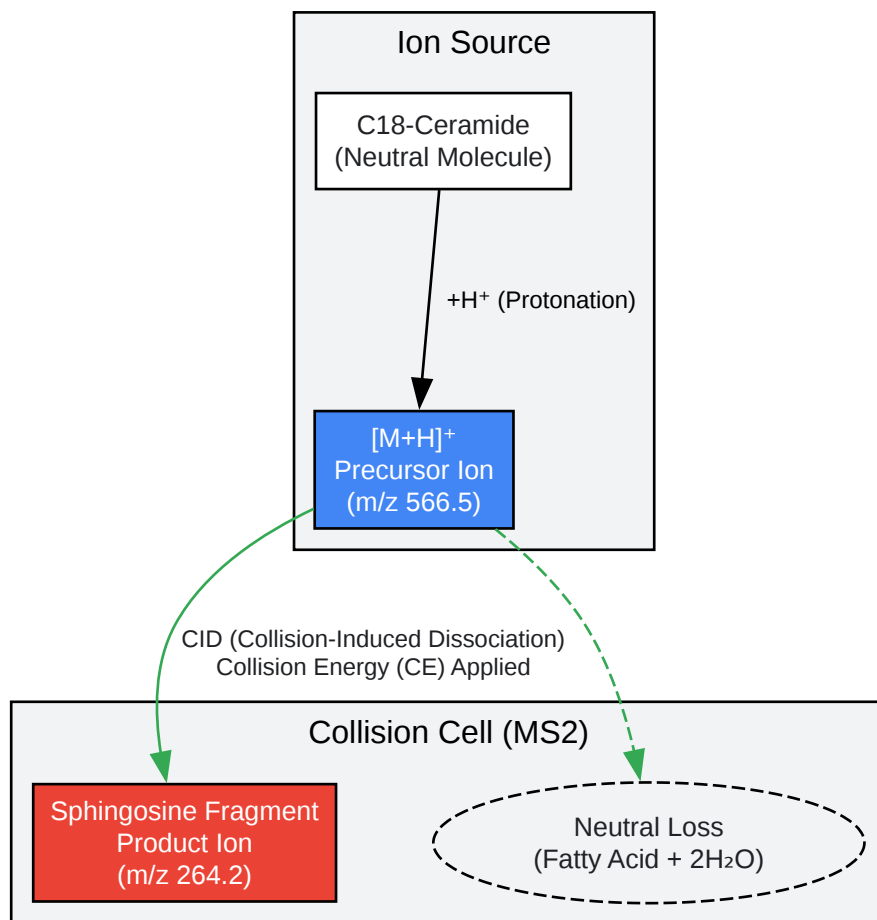 Ion Source
C18-Ceramide
(Neutral Molecule)
+H⁺ (Protonation)
[M+H]⁺
Precursor Ion
(m/z 566.5)
CID (Collision-Induced Dissociation)
Collision Energy (CE) Applied
Collision Cell (MS2)
Sphingosine Fragment
Product Ion
(m/z 264.2)
Neutral Loss
(Fatty Acid + 2H₂O)